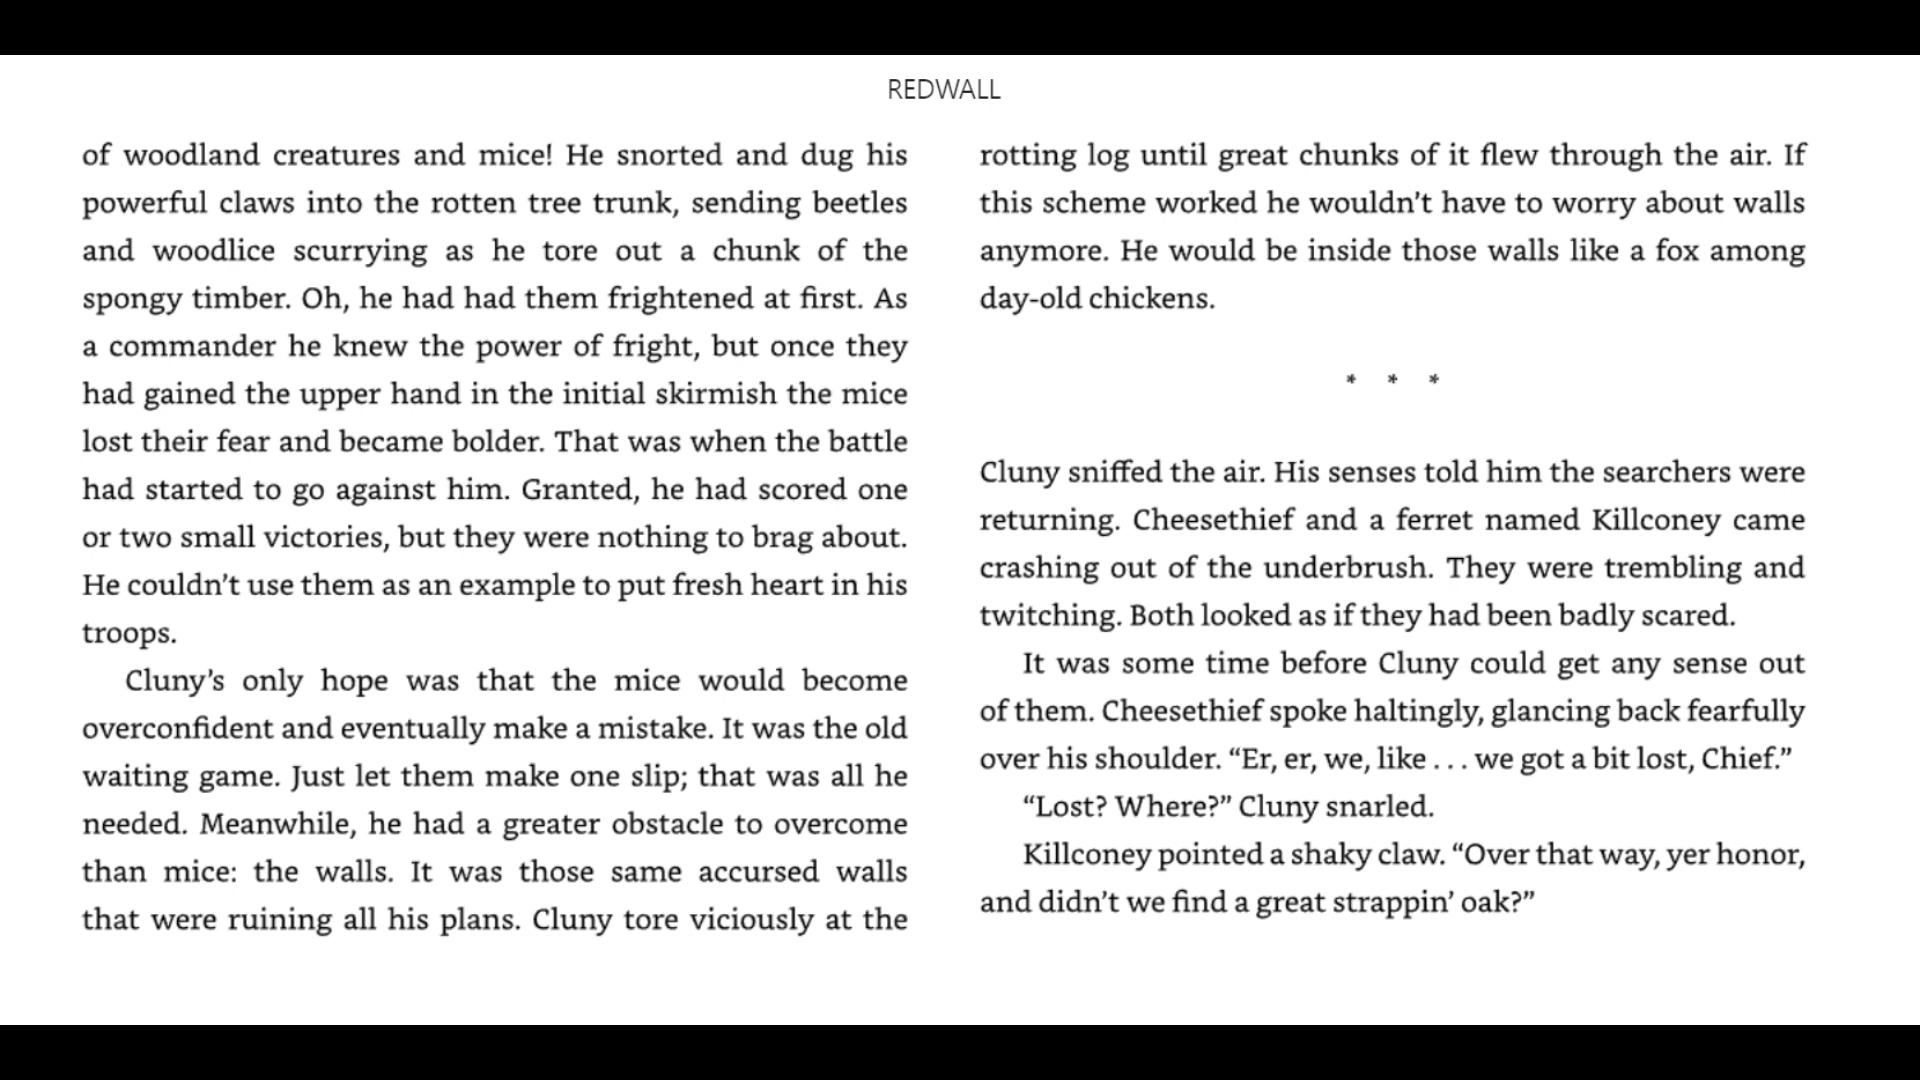 REDWALL
of woodland creatures and mice! He snorted and dug his
powerful claws into the rotten tree trunk, sending beetles
and woodlice scurrying as he tore out a chunk of the
spongy timber. Oh, he had had them frightened at first. As
a commander he knew the power of fright, but once they
had gained the upper hand in the initial skirmish the mice
lost their fear and became bolder. That was when the battle
had started to go against him. Granted, he had scored one
or two small victories, but they were nothing to brag about.
He couldn’t use them as an example to put fresh heart in his
troops.
Cluny’s only hope was that the mice would become
overconfident and eventually make a mistake. It was the old
waiting game. Just let them make one slip; that was all he
needed. Meanwhile, he had a greater obstacle to overcome
than mice: the walls. It was those same accursed walls
that were ruining all his plans. Cluny tore viciously at the
rotting log until great chunks of it flew through the air. If
this scheme worked he wouldn’t have to worry about walls
anymore. He would be inside those walls like a fox among
day-old chickens.
* * *
Cluny sniffed the air. His senses told him the searchers were
returning. Cheesethief and a ferret named Killconey came
crashing out of the underbrush. They were trembling and
twitching. Both looked as if they had been badly scared.
It was some time before Cluny could get any sense out
of them. Cheesethief spoke haltingly, glancing back fearfully
over his shoulder. “Er, er, we, like . . . we got a bit lost, Chief.”
“Lost? Where?” Cluny snarled.
Killconey pointed a shaky claw. “Over that way, yer honor,
and didn’t we find a great strappin’ oak?”